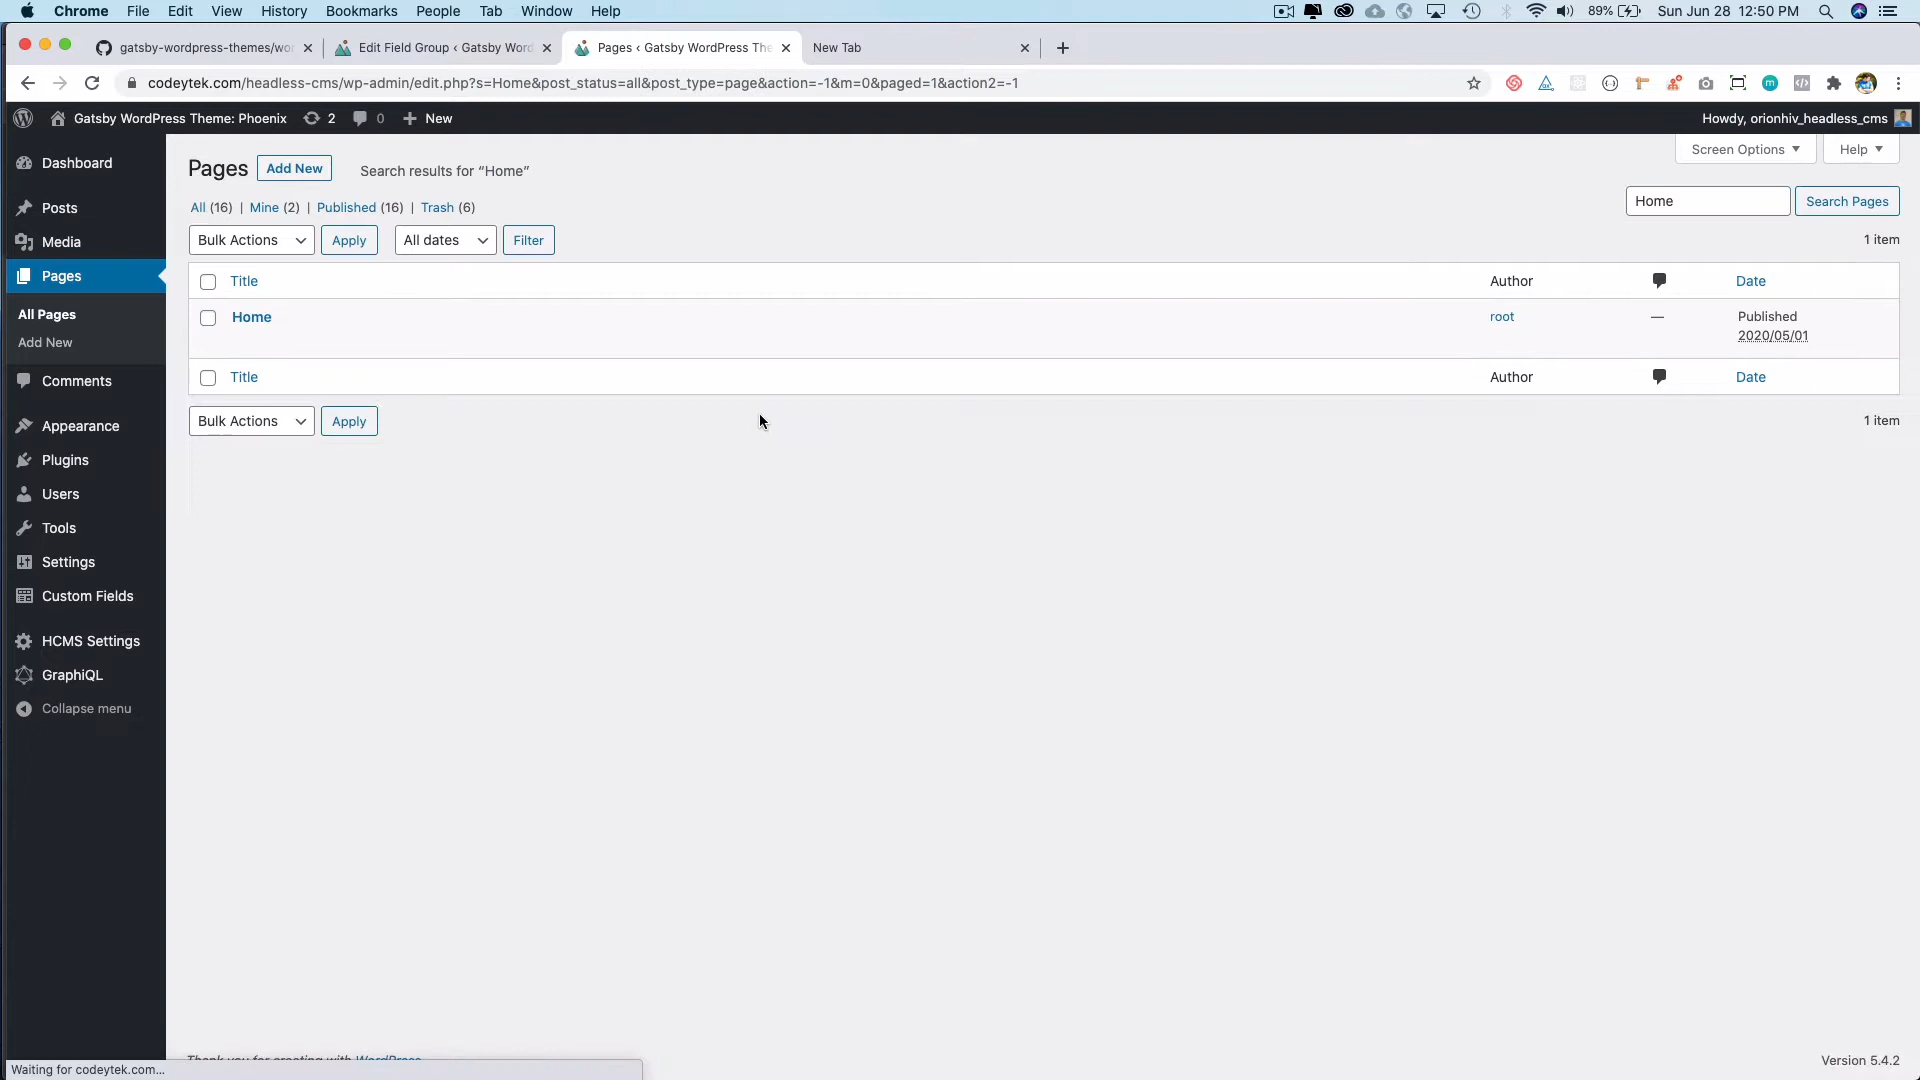 Chrome File Edit View History Bookmarks People Tab Window Help 89% Sun Jun 28 12:50 PM
gatsby-wordpress-themes/wor Edit Field Group ‹ Gatsby Word Pages ‹ Gatsby WordPress The New Tab
codeytek.com/headless-cms/wp-admin/edit.php?s=Home&post_status=all&post_type=page&action=-1&m=0&paged=1&action2=-1
Gatsby WordPress Theme: Phoenix 2 0 New Howdy, orionhiv_headless_cms
Screen Options Help
Dashboard
Posts
Media
Pages
All Pages
Add New
Comments
Appearance
Plugins
Users
Tools
Settings
Custom Fields
HCMS Settings
GraphiQL
Collapse menu
Pages Add New Search results for “Home”
All (16) | Mine (2) | Published (16) | Trash (6)
Home Search Pages
Bulk Actions Apply All dates Filter 1 item
Title Author Date
Home root — Published
2020/05/01
Title Author Date
Bulk Actions Apply 1 item
Thank you for creating with WordPress
Version 5.4.2
Waiting for codeytek.com...